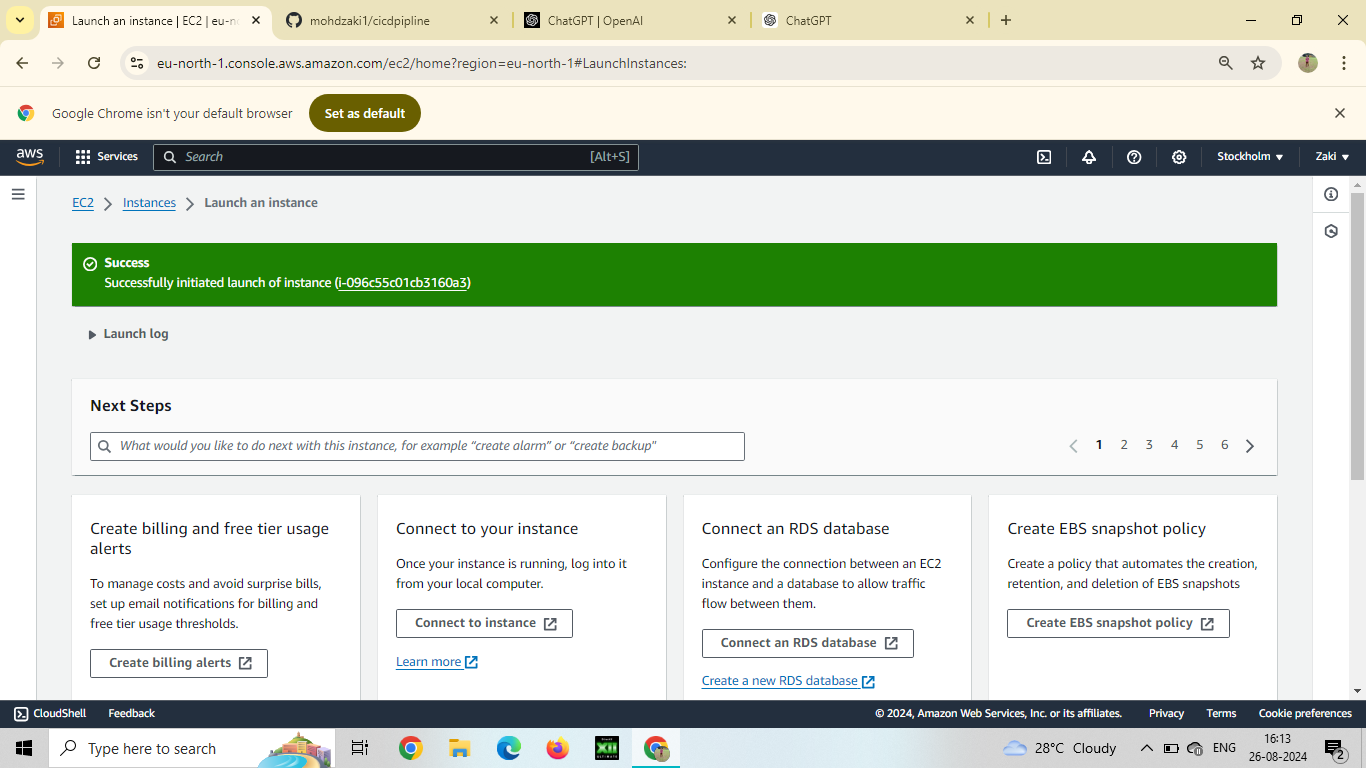 Launch an instance | EC2 | eu-no
mohdzaki1/cicdpipline
ChatGPT | OpenAI
ChatGPT
eu-north-1.console.aws.amazon.com/ec2/home?region=eu-north-1#LaunchInstances:
Google Chrome isn't your default browser
Set as default
aws
Services
Search
[Alt+S]
Stockholm
Zaki
EC2
Instances
Launch an instance
Success
Successfully initiated launch of instance (i-096c55c01cb3160a3)
Launch log
Next Steps
What would you like to do next with this instance, for example “create alarm” or “create backup”
1 2 3 4 5 6
Create billing and free tier usage
alerts
To manage costs and avoid surprise bills,
set up email notifications for billing and
free tier usage thresholds.
Create billing alerts
Connect to your instance
Once your instance is running, log into it
from your local computer.
Connect to instance
Learn more
Connect an RDS database
Configure the connection between an EC2
instance and a database to allow traffic
flow between them.
Connect an RDS database
Create a new RDS database
Create EBS snapshot policy
Create a policy that automates the creation,
retention, and deletion of EBS snapshots
Create EBS snapshot policy
CloudShell
Feedback
© 2024, Amazon Web Services, Inc. or its affiliates.
Privacy
Terms
Cookie preferences
Type here to search
XII
28°C Cloudy
ENG
16:13
26-08-2024
2